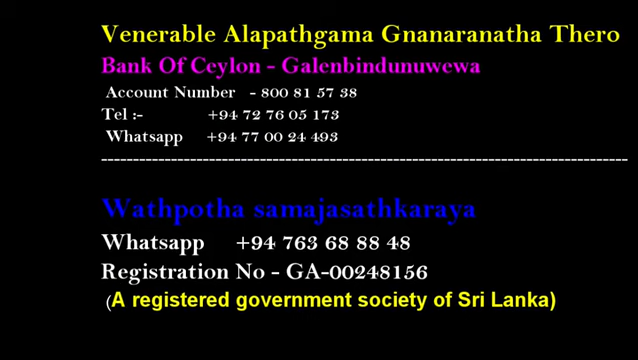 Venerable Alapathgama Gnanaranatha Thero
Bank Of Ceylon - Galenbindunuwewa
Account Number - 800 81 57 38
Tel :- +94 72 76 05 173
Whatsapp +94 77 00 24 493
--------------------------------------------------------------------------------
Wathpotha samajasathkaraya
Whatsapp +94 763 68 88 48
Registration No - GA-00248156
(A registered government society of Sri Lanka)